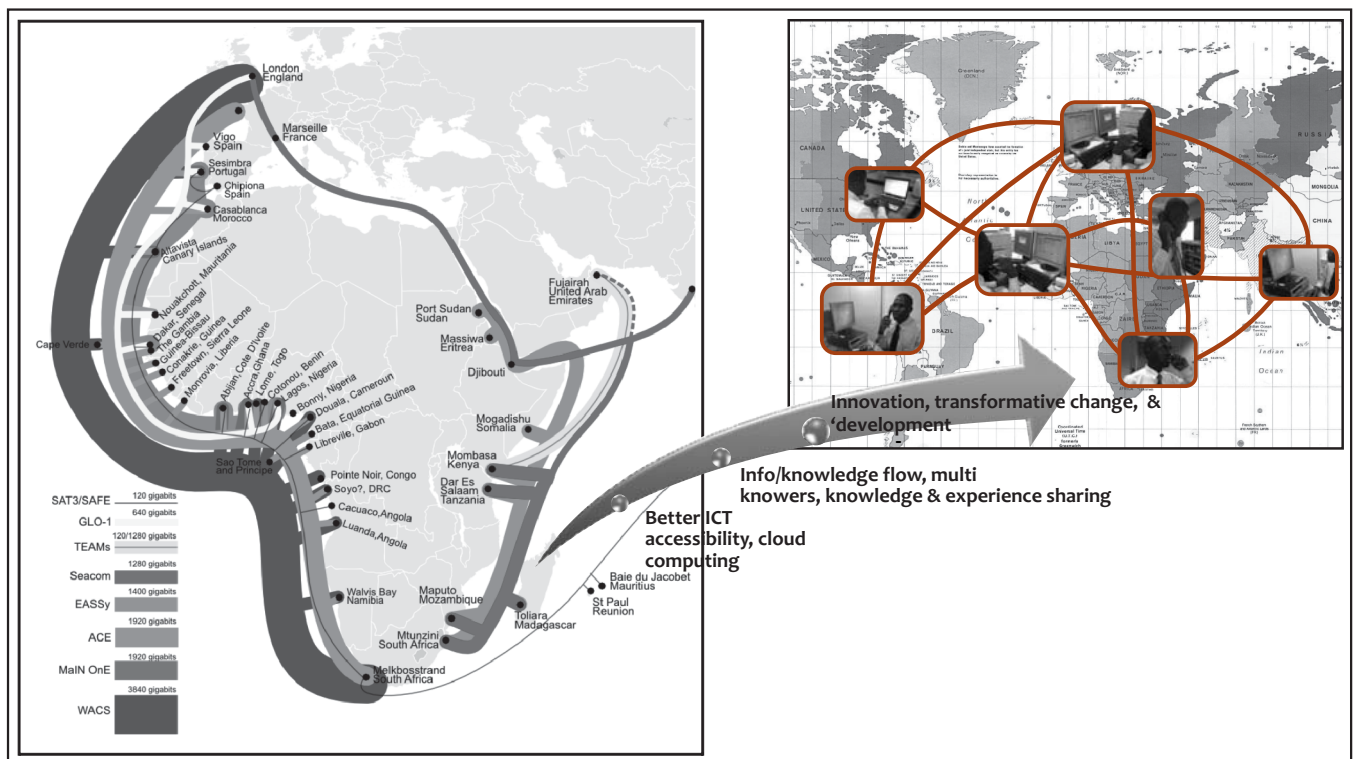 London
England
Marseille
France
Vigo
Spain
Sesimbra
Portugal
Chipiona
Spain
Casablanca
Morocco
Altavista
Canary Islands
Nouakchott, Mauritania
Dakar, Senegal
The Gambia
Guinea-Bissau
Conakrie, Guinea
Freetown, Sierra Leone
Monrovia, Liberia
Cape Verde
Abijan Cote D'ivoire
Accra, Ghana
Lome, Togo
Cotonou, Benin
Lagos, Nigeria
Bonny, Nigeria
Douala, Cameroun
Bata, Equatorial Guinea
Libreville, Gabon
Sao Tome
and Principe
Pointe Noir, Congo
Soyo?, DRC
Cacuaco,Angola
Luanda,Angola
Walvis Bay
Namibia
Melkbosstrand
South Africa
Port Sudan
Sudan
Massiwa
Eritrea
Djibouti
Fujairah
United Arab
Emirates
Mogadishu
Somalia
Mombasa
Kenya
Dar Es
Salaam
Tanzania
Maputo
Mozambique
Mtunzini
South Africa
Toliara
Madagascar
Baie du Jacobet
Mauritius
St Paul
Reunion
SAT3/SAFE 120 gigabits
GLO-1 640 gigabits
TEAMs 120/1280 gigabits
Seacom 1280 gigabits
EASSy 1400 gigabits
ACE 1920 gigabits
MaIN OnE 1920 gigabits
WACS 3840 gigabits
Better ICT
accessibility, cloud
computing
Info/knowledge flow, multi
knowers, knowledge & experience sharing
Innovation, transformative change, &
‘development
Greenland
CANADA
UNITED STATES
MEXICO
BRAZIL
PARAGUAY
North
RUSSIA
MONGOLIA
CHINA
LIBYA
FRANCE
Indian
Ocean